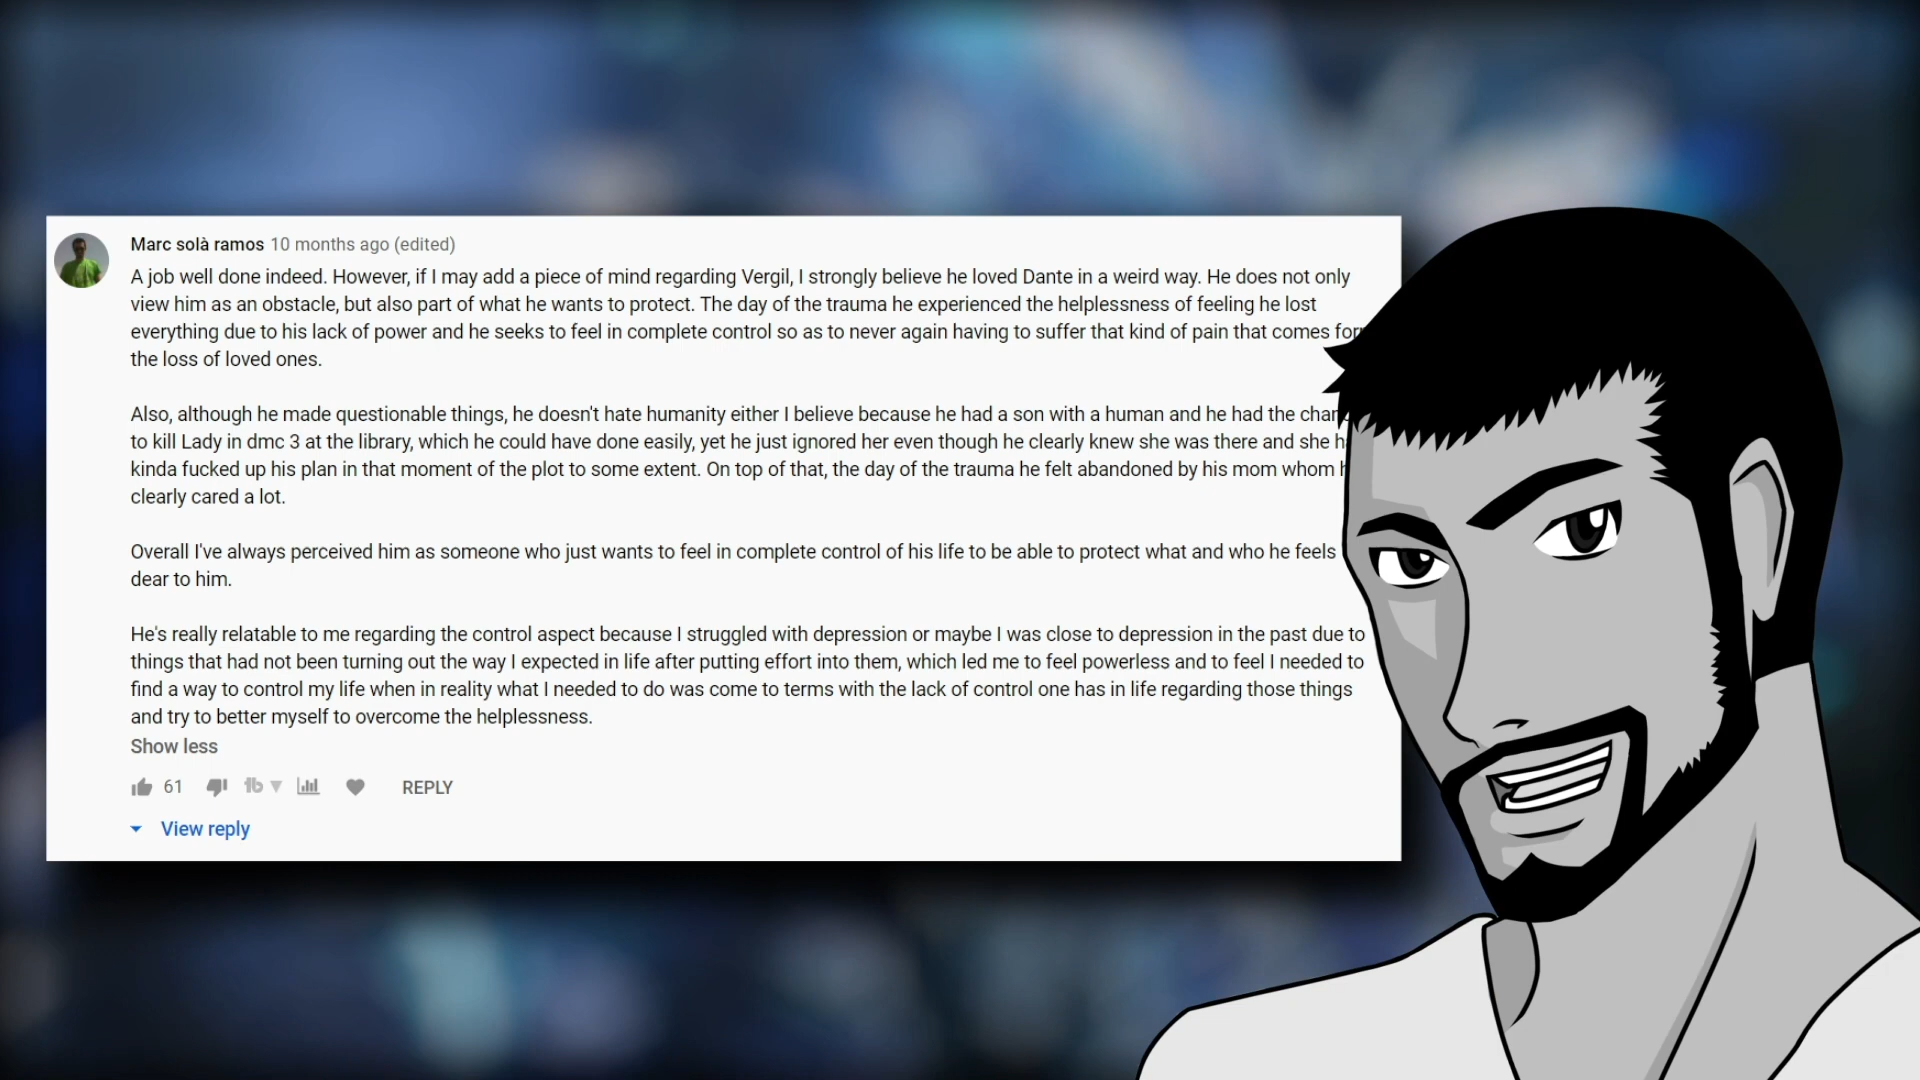 Marc solà ramos 10 months ago (edited)
A job well done indeed. However, if I may add a piece of mind regarding Vergil, I strongly believe he loved Dante in a weird way. He does not only
view him as an obstacle, but also part of what he wants to protect. The day of the trauma he experienced the helplessness of feeling he lost
everything due to his lack of power and he seeks to feel in complete control so as to never again having to suffer that kind of pain that comes
the loss of loved ones.
Also, although he made questionable things, he doesn't hate humanity either I believe because he had a son with a human and he had the
to kill Lady in dmc 3 at the library, which he could have done easily, yet he just ignored her even though he clearly knew she was there and she
kinda fucked up his plan in that moment of the plot to some extent. On top of that, the day of the trauma he felt abandoned by his mom whom
clearly cared a lot.
Overall I've always perceived him as someone who just wants to feel in complete control of his life to be able to protect what and who he feels
dear to him.
He's really relatable to me regarding the control aspect because I struggled with depression or maybe I was close to depression in the past due to
things that had not been turning out the way I expected in life after putting effort into them, which led me to feel powerless and to feel I needed to
find a way to control my life when in reality what I needed to do was come to terms with the lack of control one has in life regarding those things
and try to better myself to overcome the helplessness.
Show less
61 tb REPLY
View reply